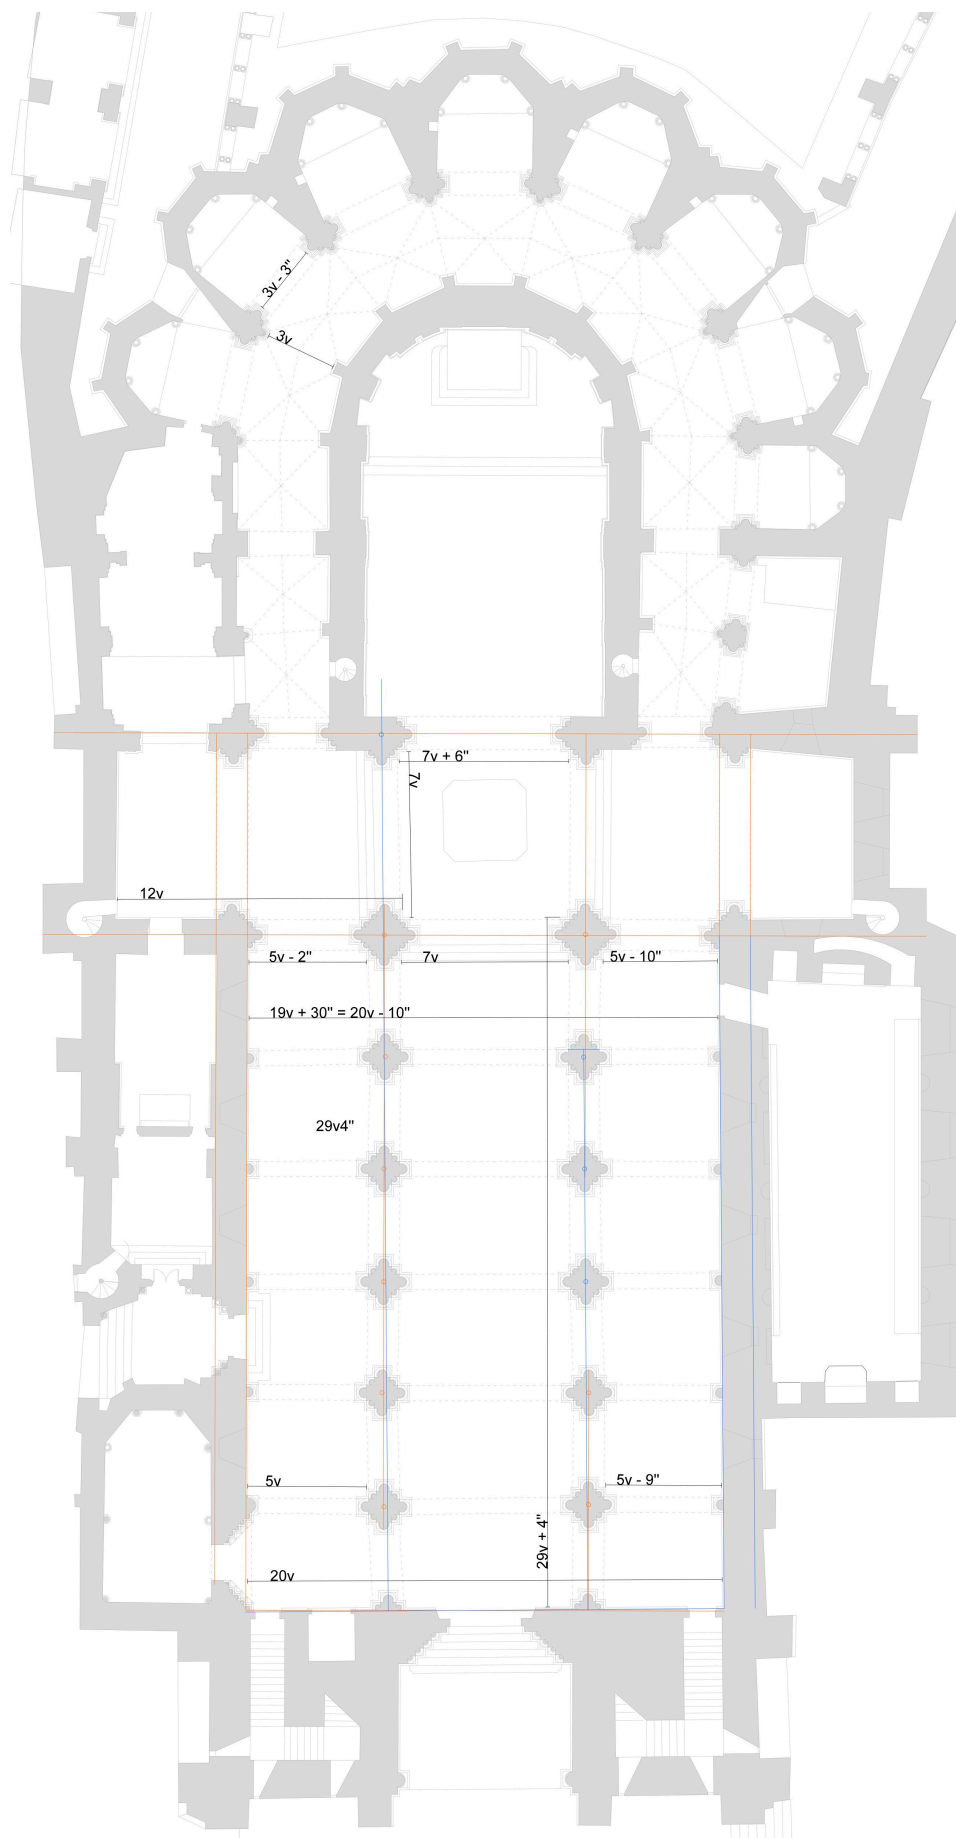 3v - 3"
3v
7v + 6"
7v
12v
5v - 2"
7v
5v - 10"
19v + 30" = 20v - 10"
29v4"
5v
5v - 9"
29v + 4"
20v